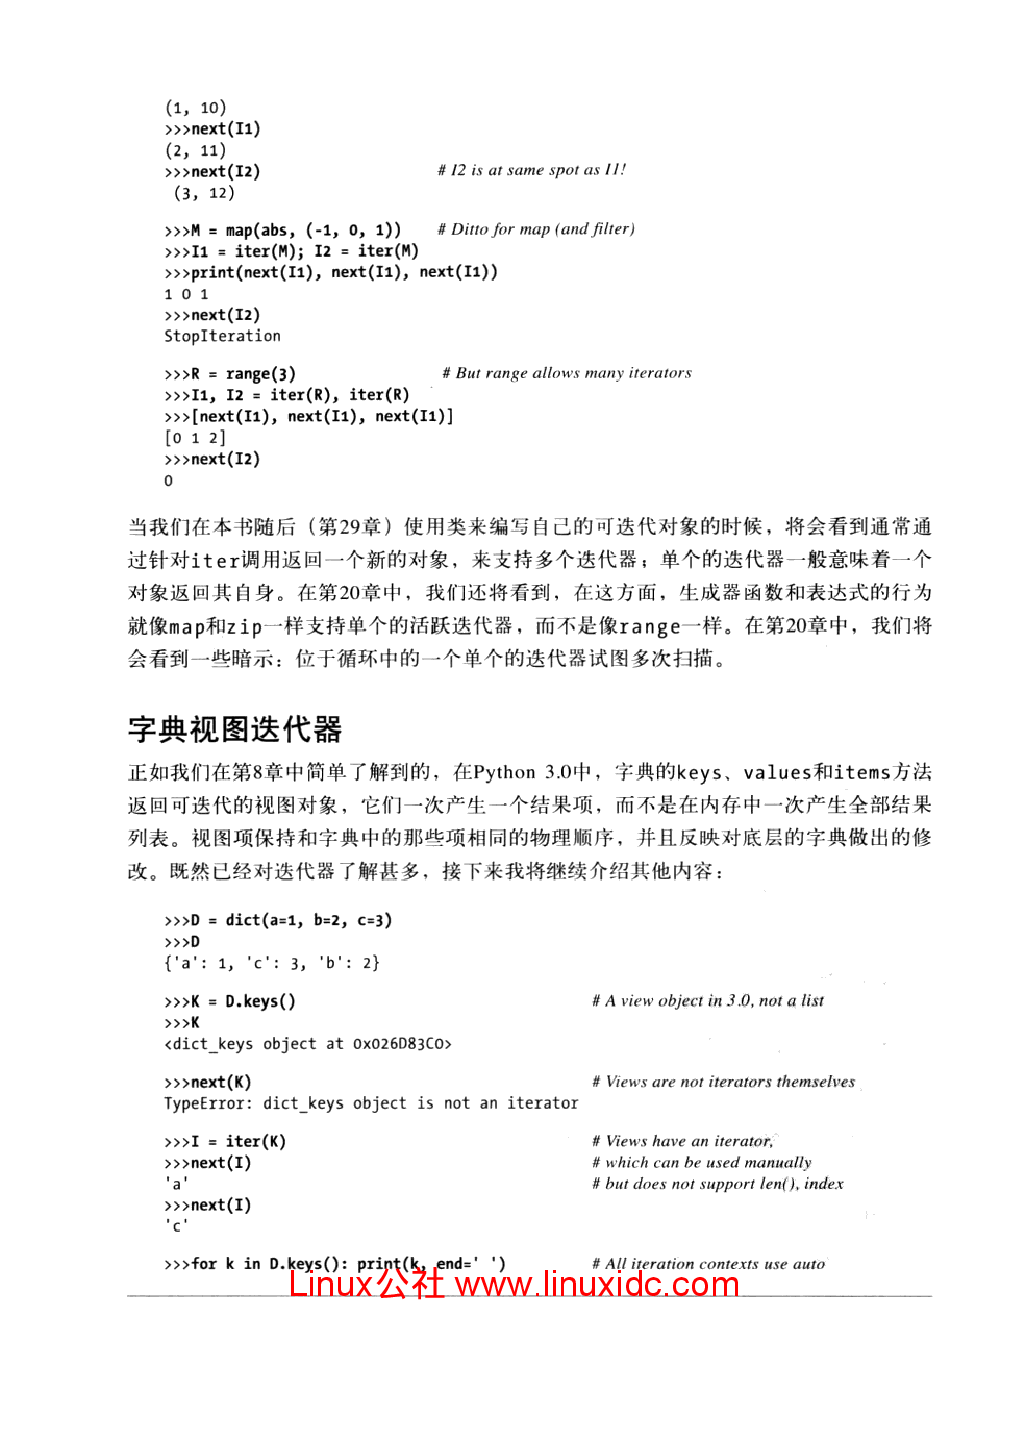 (1, 10)
>>>next(I1)
(2, 11)
>>>next(I2)                    # I2 is at same spot as I1!
 (3, 12)
>>>M = map(abs, (-1, 0, 1))    # Ditto for map (and filter)
>>>I1 = iter(M); I2 = iter(M)
>>>print(next(I1), next(I1), next(I1))
1 0 1
>>>next(I2)
StopIteration
>>>R = range(3)                # But range allows many iterators
>>>I1, I2 = iter(R), iter(R)
>>>[next(I1), next(I1), next(I1)]
[0 1 2]
>>>next(I2)
0
当我们在本书随后（第29章）使用类来编写自己的可迭代对象的时候，将会看到通常通
过针对iter调用返回一个新的对象，来支持多个迭代器；单个的迭代器一般意味着一个
对象返回其自身。在第20章中，我们还将看到，在这方面，生成器函数和表达式的行为
就像map和zip一样支持单个的活跃迭代器，而不是像range一样。在第20章中，我们将
会看到一些暗示：位于循环中的一个单个的迭代器试图多次扫描。
字典视图迭代器
正如我们在第8章中简单了解到的，在Python 3.0中，字典的keys、values和items方法
返回可迭代的视图对象，它们一次产生一个结果项，而不是在内存中一次产生全部结果
列表。视图项保持和字典中的那些项相同的物理顺序，并且反映对底层的字典做出的修
改。既然已经对迭代器了解甚多，接下来我将继续介绍其他内容：
>>>D = dict(a=1, b=2, c=3)
>>>D
{'a': 1, 'c': 3, 'b': 2}
>>>K = D.keys()                # A view object in 3.0, not a list
>>>K
<dict_keys object at 0x026D83C0>
>>>next(K)                     # Views are not iterators themselves
TypeError: dict_keys object is not an iterator
>>>I = iter(K)                 # Views have an iterator,
>>>next(I)                     # which can be used manually
'a'                            # but does not support len(), index
>>>next(I)
'c'
>>>for k in D.keys(): print(k, end=' ')    # All iteration contexts use auto
Linux公社 www.linuxidc.com